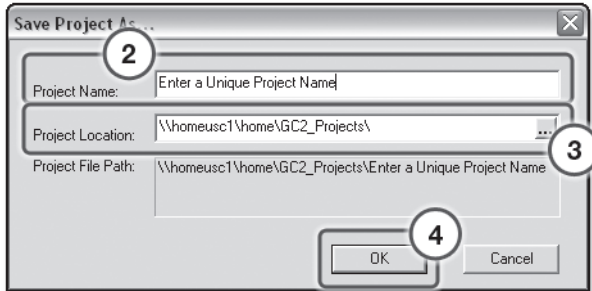 Save Project As...
2
Project Name: Enter a Unique Project Name
Project Location: \\homeusc1\home\GC2_Projects\ ...
3
Project File Path: \\homeusc1\home\GC2_Projects\Enter a Unique Project Name
4
OK Cancel